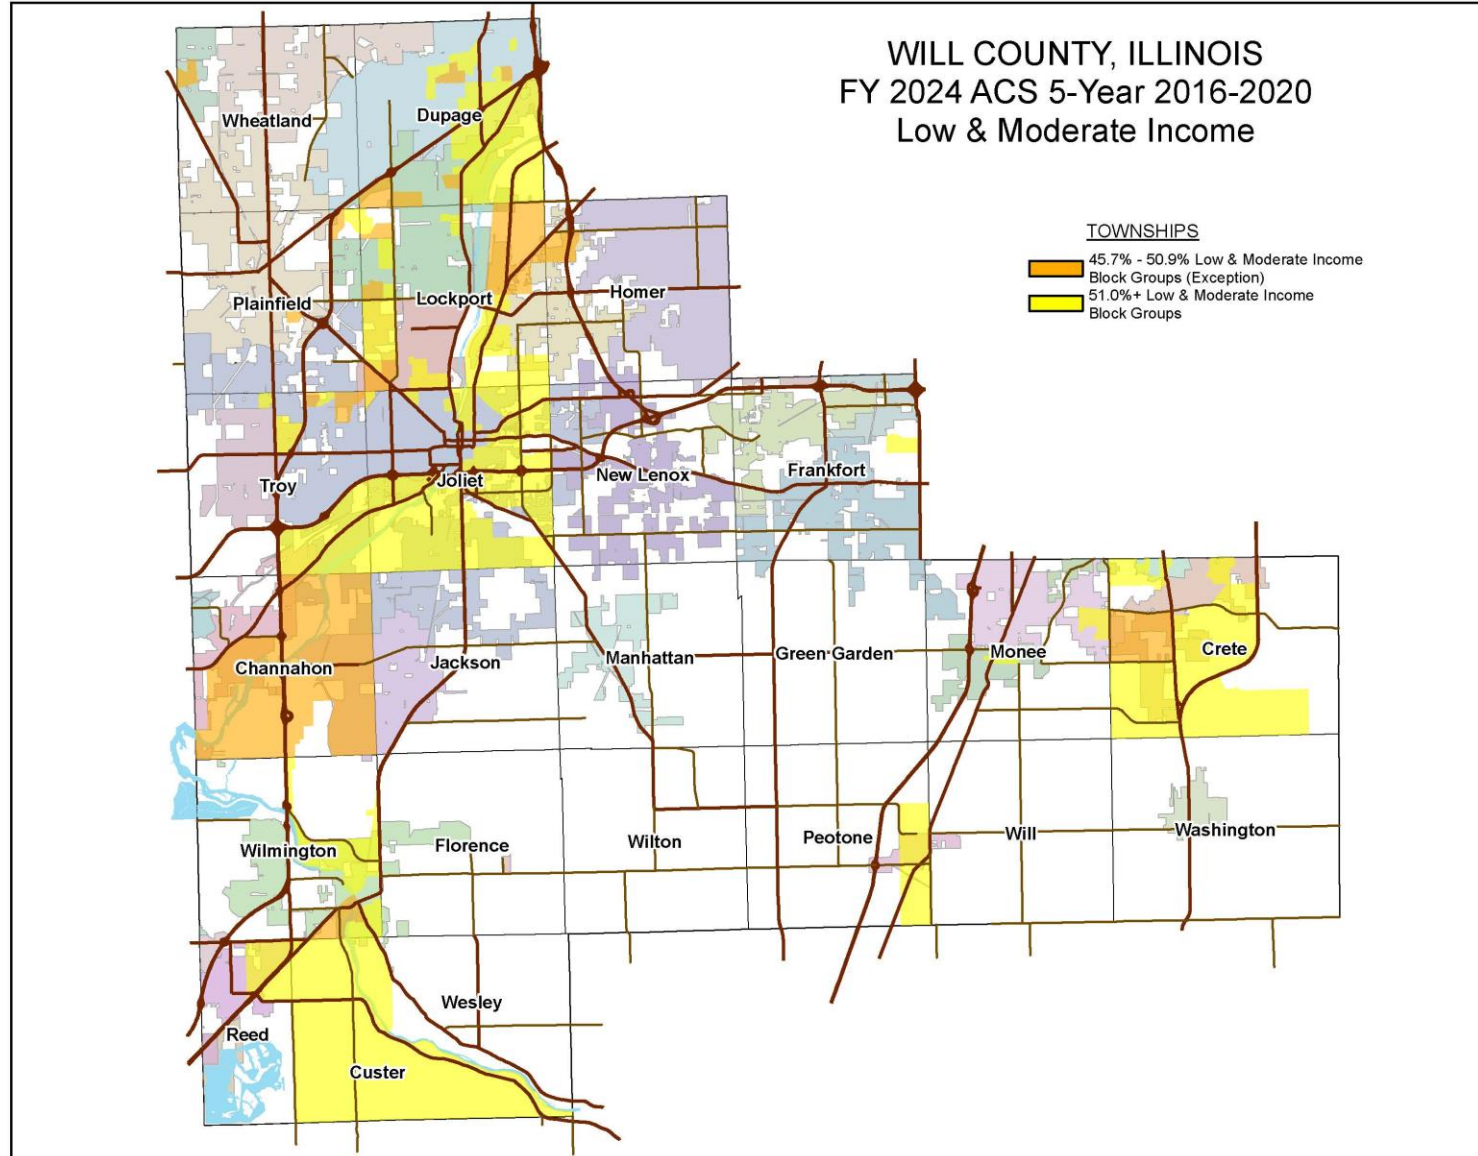 WILL COUNTY, ILLINOIS
FY 2024 ACS 5-Year 2016-2020
Low & Moderate Income
TOWNSHIPS
45.7% - 50.9% Low & Moderate Income
Block Groups (Exception)
51.0%+ Low & Moderate Income
Block Groups
Wheatland
Dupage
Plainfield
Lockport
Homer
Troy
Joliet
New Lenox
Frankfort
Channahon
Jackson
Manhattan
Green Garden
Monee
Crete
Wilmington
Florence
Wilton
Peotone
Will
Washington
Reed
Wesley
Custer